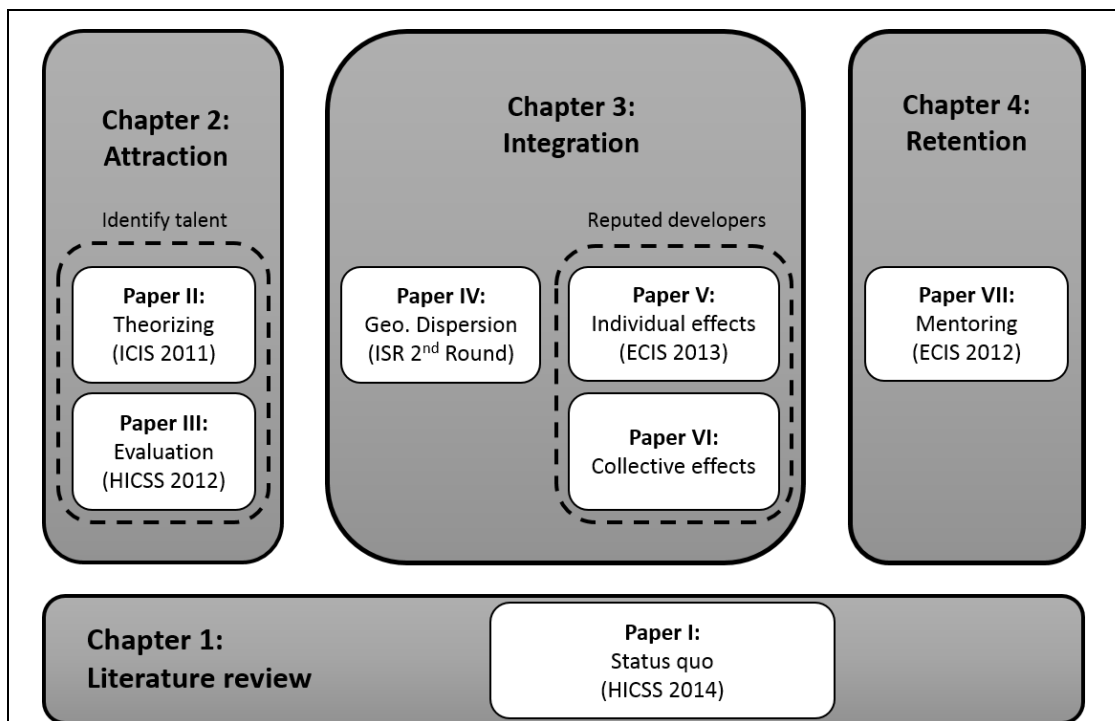 Chapter 2:
Attraction
Identify talent
Paper II:
Theorizing
(ICIS 2011)
Paper III:
Evaluation
(HICSS 2012)
Chapter 3:
Integration
Paper IV:
Geo. Dispersion
(ISR 2nd Round)
Reputed developers
Paper V:
Individual effects
(ECIS 2013)
Paper VI:
Collective effects
Chapter 4:
Retention
Paper VII:
Mentoring
(ECIS 2012)
Chapter 1:
Literature review
Paper I:
Status quo
(HICSS 2014)